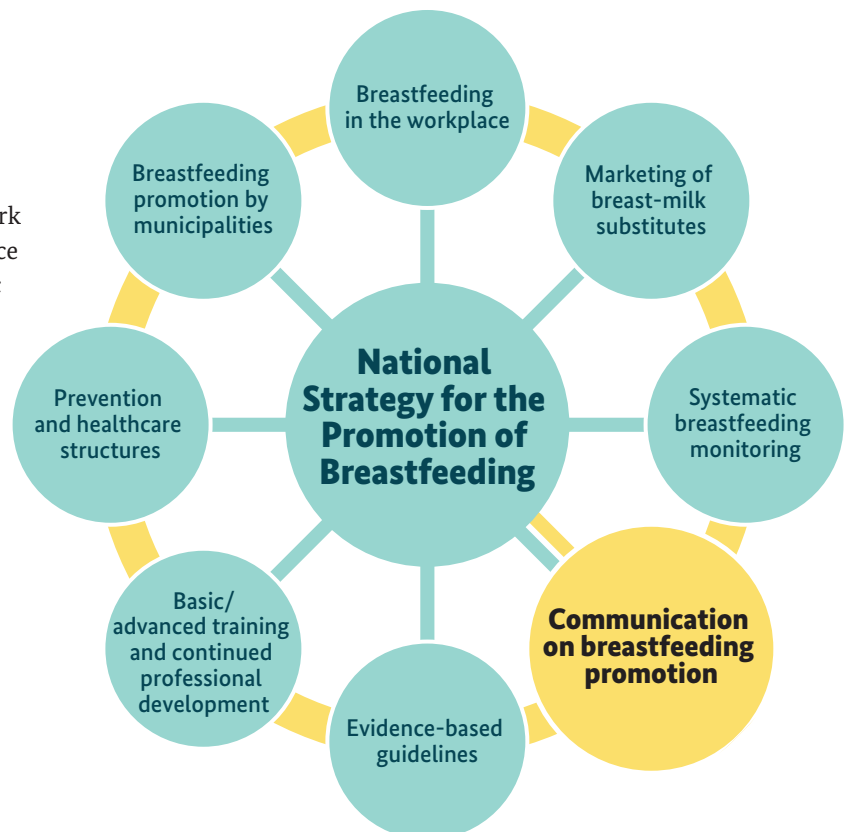 Breastfeeding
in the workplace
Marketing of
breast-milk
substitutes
Systematic
breastfeeding
monitoring
Communication
on breastfeeding
promotion
Evidence-based
guidelines
Basic/
advanced training
and continued
professional
development
Prevention
and healthcare
structures
Breastfeeding
promotion by
municipalities
National
Strategy for the
Promotion of
Breastfeeding